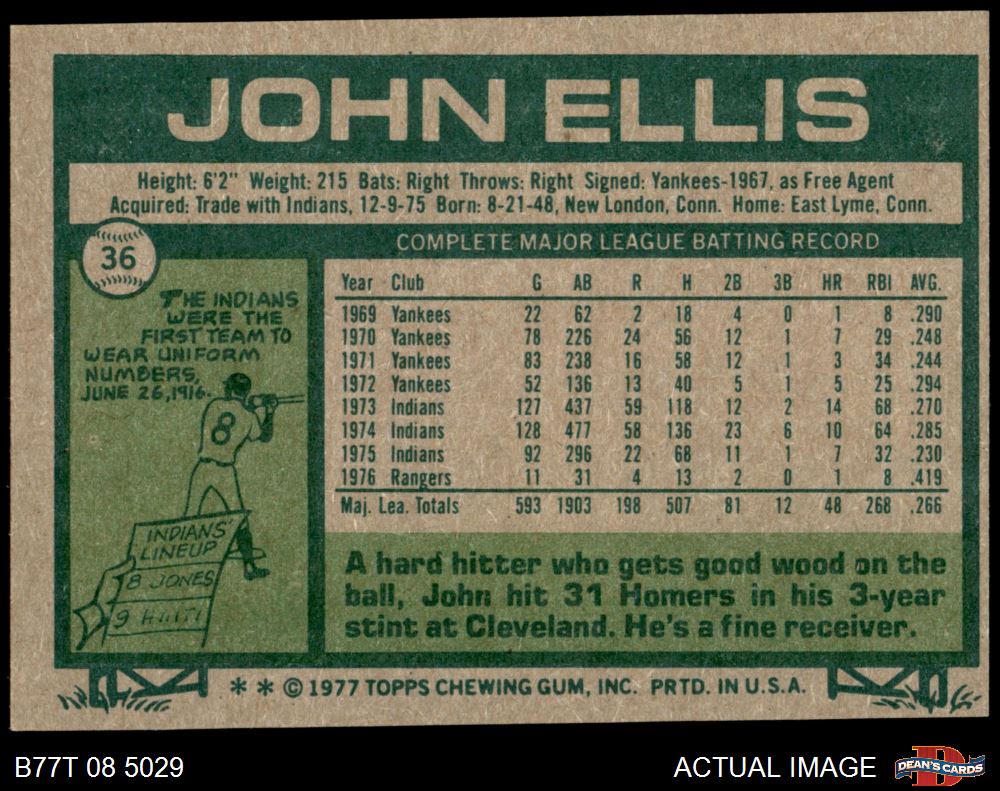 JOHN ELLIS
Height: 6'2" Weight: 215 Bats: Right Throws: Right Signed: Yankees-1967, as Free Agent
Acquired: Trade with Indians, 12-9-75 Born: 8-21-48, New London, Conn. Home: East Lyme, Conn.
36
THE INDIANS
WERE THE
FIRST TEAM TO
WEAR UNIFORM
NUMBERS,
JUNE 26, 1916.
8
INDIANS'
LINEUP
8 JONES
9
COMPLETE MAJOR LEAGUE BATTING RECORD
Year Club G AB R H 2B 3B HR RBI AVG.
1969 Yankees 22 62 2 18 4 0 1 8 .290
1970 Yankees 78 226 24 56 12 1 7 29 .248
1971 Yankees 83 238 16 58 12 1 3 34 .244
1972 Yankees 52 136 13 40 5 1 5 25 .294
1973 Indians 127 437 59 118 12 2 14 68 .270
1974 Indians 128 477 58 136 23 6 10 64 .285
1975 Indians 92 296 22 68 11 1 7 32 .230
1976 Rangers 11 31 4 13 2 0 1 8 .419
Maj. Lea. Totals 593 1903 198 507 81 12 48 268 .266
A hard hitter who gets good wood on the
ball, John hit 31 Homers in his 3-year
stint at Cleveland. He's a fine receiver.
* * © 1977 TOPPS CHEWING GUM, INC. PRTD. IN U.S.A.
B77T 08 5029
ACTUAL IMAGE
DEAN'S CARDS